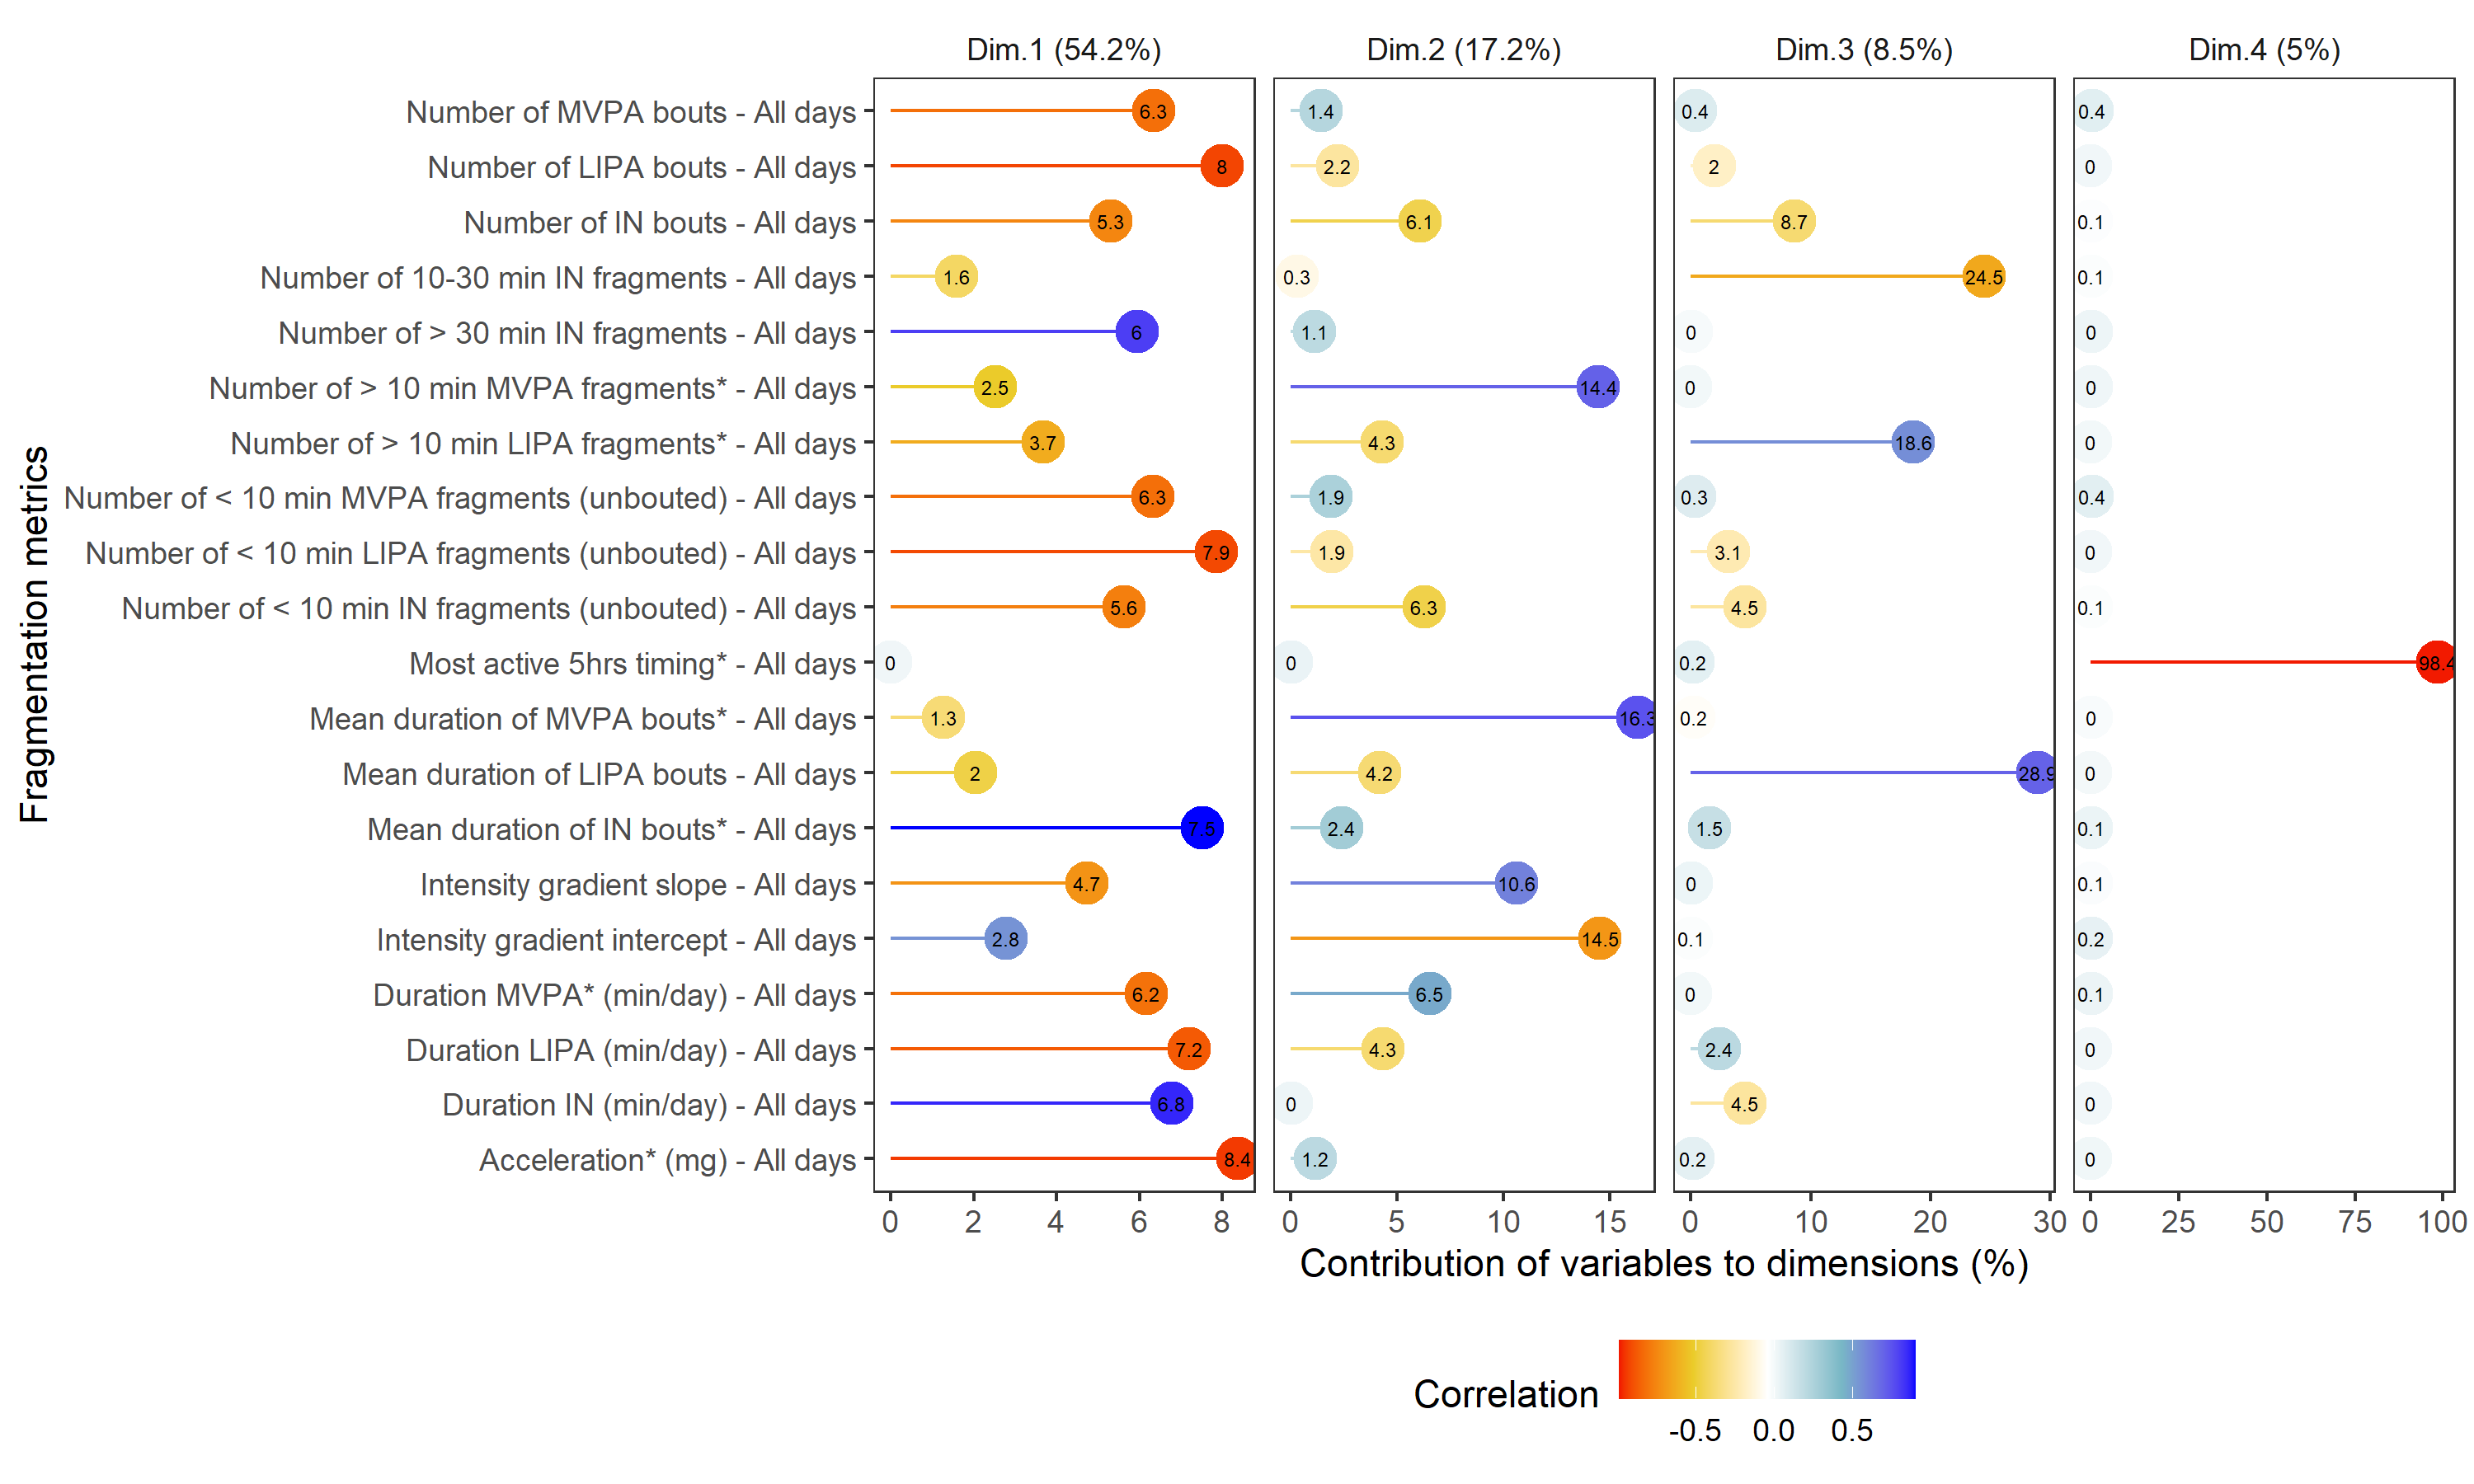 Dim.1 (54.2%) Dim.2 (17.2%) Dim.3 (8.5%) Dim.4 (5%)
Number of MVPA bouts - All days 6.3 1.4 0.4 0.4
Number of LIPA bouts - All days 8 2.2 2 0
Number of IN bouts - All days 5.3 6.1 8.7 0.1
Number of 10-30 min IN fragments - All days 1.6 0.3 24.5 0.1
Number of > 30 min IN fragments - All days 6 1.1 0 0
Number of > 10 min MVPA fragments* - All days 2.5 14.4 0 0
Number of > 10 min LIPA fragments* - All days 3.7 4.3 18.6 0
Number of < 10 min MVPA fragments (unbouted) - All days 6.3 1.9 0.3 0.4
Number of < 10 min LIPA fragments (unbouted) - All days 7.9 1.9 3.1 0
Number of < 10 min IN fragments (unbouted) - All days 5.6 6.3 4.5 0.1
Most active 5hrs timing* - All days 0 0 0.2 98.4
Mean duration of MVPA bouts* - All days 1.3 16.3 0.2 0
Mean duration of LIPA bouts - All days 2 4.2 28.9 0
Mean duration of IN bouts* - All days 7.5 2.4 1.5 0.1
Intensity gradient slope - All days 4.7 10.6 0 0.1
Intensity gradient intercept - All days 2.8 14.5 0.1 0.2
Duration MVPA* (min/day) - All days 6.2 6.5 0 0.1
Duration LIPA (min/day) - All days 7.2 4.3 2.4 0
Duration IN (min/day) - All days 6.8 0 4.5 0
Acceleration* (mg) - All days 8.4 1.2 0.2 0
Fragmentation metrics
0 2 4 6 8 0 5 10 15 0 10 20 30 0 25 50 75 100
Contribution of variables to dimensions (%)
Correlation
-0.5 0.0 0.5